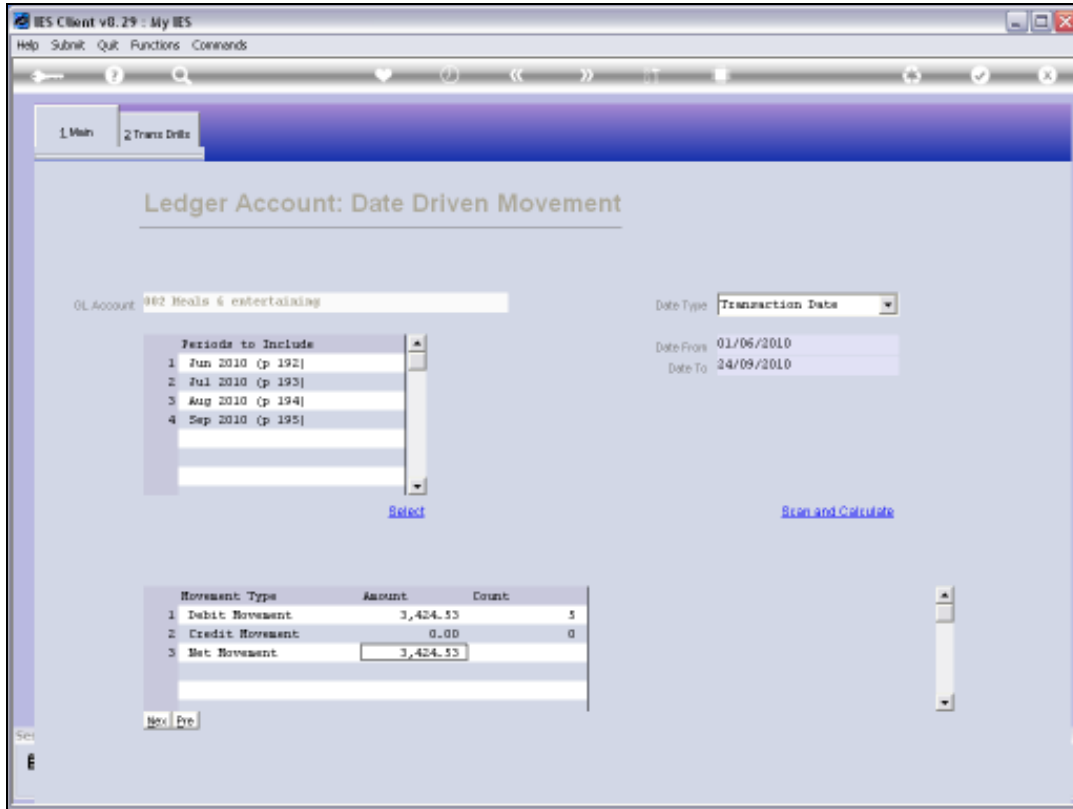 IES Client v8.29 : My IES
Help Submit Quit Functions Commands
1 Main 2 Trans Drills
Ledger Account: Date Driven Movement
GL Account 002 Meals & entertaining
Date Type Transaction Date
Periods to Include
Date From 01/06/2010
1 Jun 2010 (p 192)
Date To 24/09/2010
2 Jul 2010 (p 193)
3 Aug 2010 (p 194)
4 Sep 2010 (p 195)
Select
Scan and Calculate
Movement Type Amount Count
1 Debit Movement 3,424.53 5
2 Credit Movement 0.00 0
3 Net Movement 3,424.53
Nex Pre